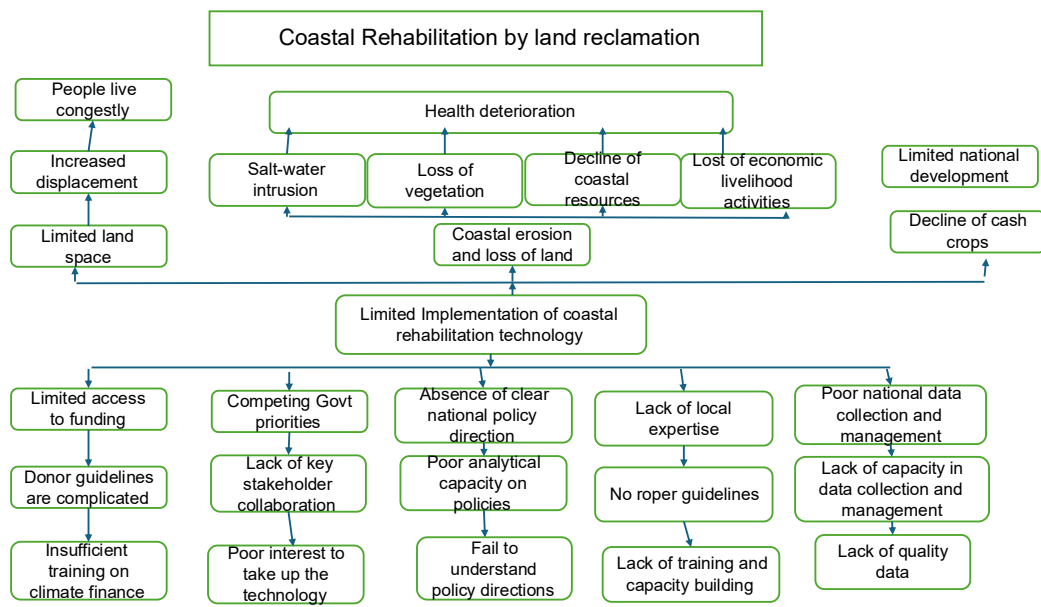 Coastal Rehabilitation by land reclamation
People live
congestly
Health deterioration
Increased
displacement
Salt-water
intrusion
Loss of
vegetation
Decline of
coastal
resources
Lost of economic
livelihood
activities
Limited national
development
Limited land
space
Coastal erosion
and loss of land
Decline of cash
crops
Limited Implementation of coastal
rehabilitation technology
Limited access
to funding
Competing Govt
priorities
Absence of clear
national policy
direction
Lack of local
expertise
Poor national data
collection and
management
Donor guidelines
are complicated
Lack of key
stakeholder
collaboration
Poor analytical
capacity on
policies
No roper guidelines
Lack of capacity in
data collection and
management
Insufficient
training on
climate finance
Poor interest to
take up the
technology
Fail to
understand
policy directions
Lack of training and
capacity building
Lack of quality
data